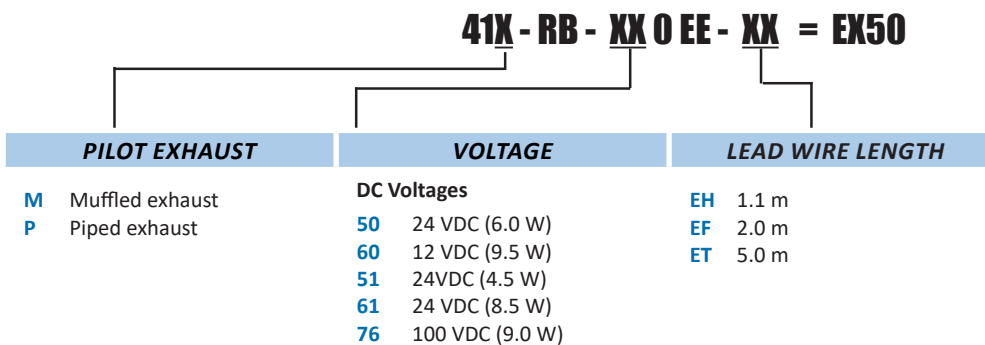 41X - RB - XX 0 EE - XX = EX50
PILOT EXHAUST
M Muffled exhaust
P Piped exhaust
VOLTAGE
DC Voltages
50 24 VDC (6.0 W)
60 12 VDC (9.5 W)
51 24VDC (4.5 W)
61 24 VDC (8.5 W)
76 100 VDC (9.0 W)
LEAD WIRE LENGTH
EH 1.1 m
EF 2.0 m
ET 5.0 m